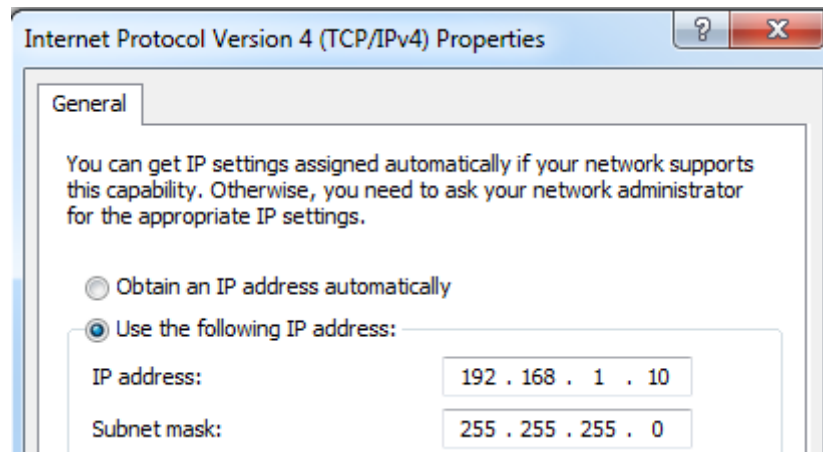 Internet Protocol Version 4 (TCP/IPv4) Properties
? X
General
You can get IP settings assigned automatically if your network supports
this capability. Otherwise, you need to ask your network administrator
for the appropriate IP settings.
Obtain an IP address automatically
Use the following IP address:
IP address: 192 . 168 . 1 . 10
Subnet mask: 255 . 255 . 255 . 0